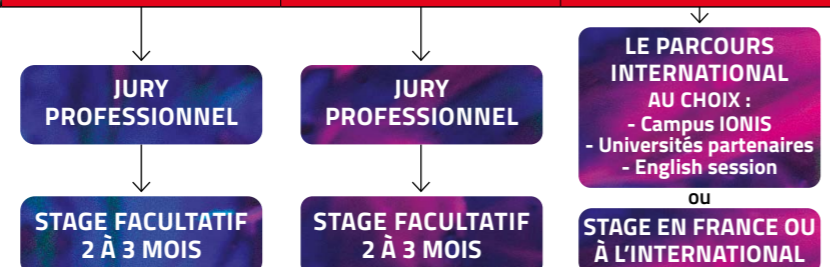 JURY
PROFESSIONNEL
STAGE FACULTATIF
2 À 3 MOIS
JURY
PROFESSIONNEL
STAGE FACULTATIF
2 À 3 MOIS
LE PARCOURS
INTERNATIONAL
AU CHOIX :
- Campus IONIS
- Universités partenaires
- English session
ou
STAGE EN FRANCE OU
À L'INTERNATIONAL